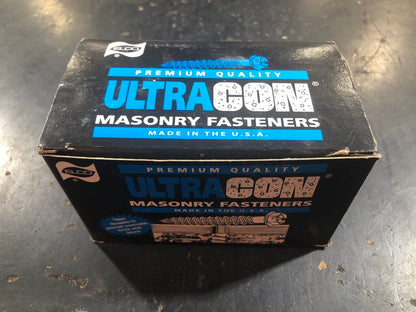 ELCO
PREMIUM QUALITY
ULTRACON®
MASONRY FASTENERS
MADE IN THE U.S.A.
ELCO
PREMIUM QUALITY
ULTRACON®
MASONRY FASTENERS
MADE IN THE U.S.A.